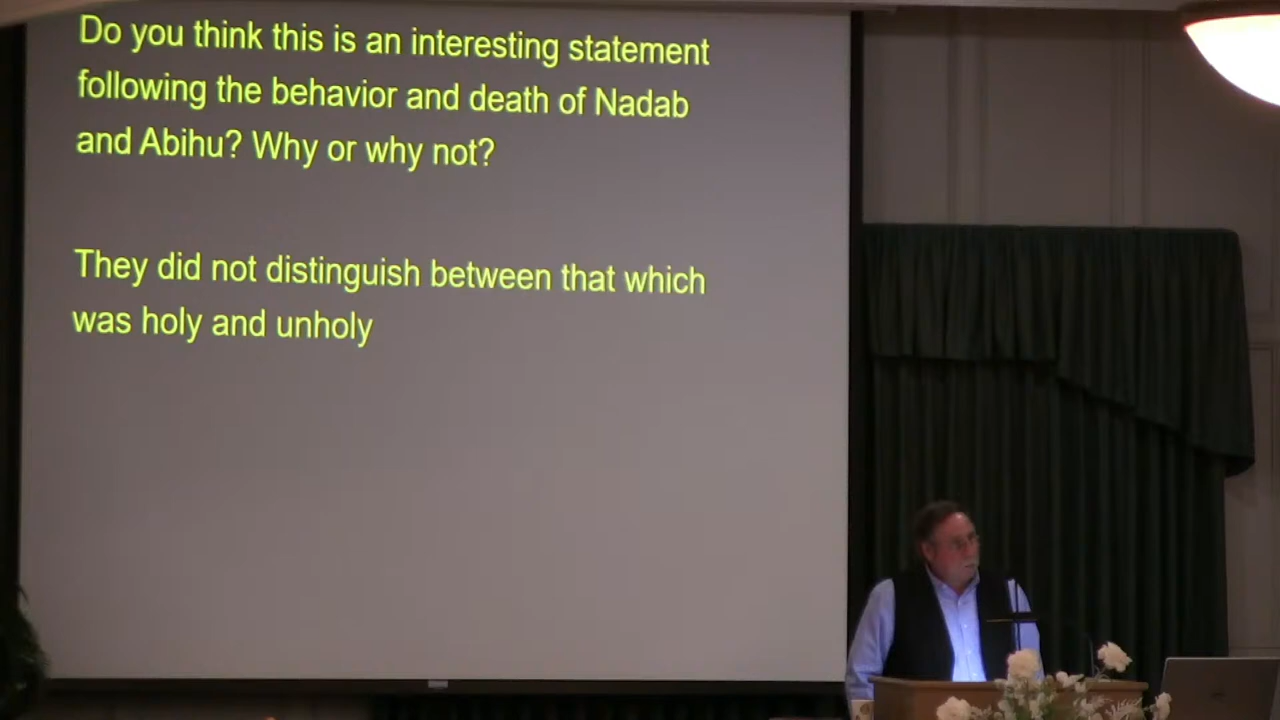 Do you think this is an interesting statement
following the behavior and death of Nadab
and Abihu? Why or why not?
They did not distinguish between that which
was holy and unholy